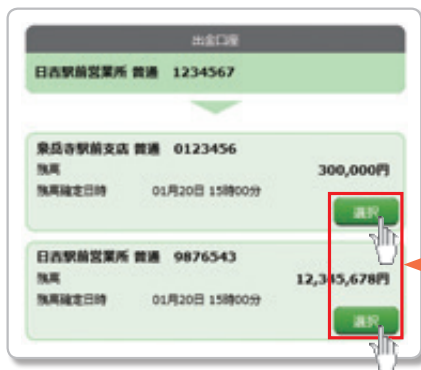 出金口座
日吉駅前営業所 普通 1234567
泉岳寺駅前支店 普通 0123456
残高 300,000円
残高確定日時 01月20日 15時00分
選択
日吉駅前営業所 普通 9876543
残高 12,345,678円
残高確定日時 01月20日 15時00分
選択